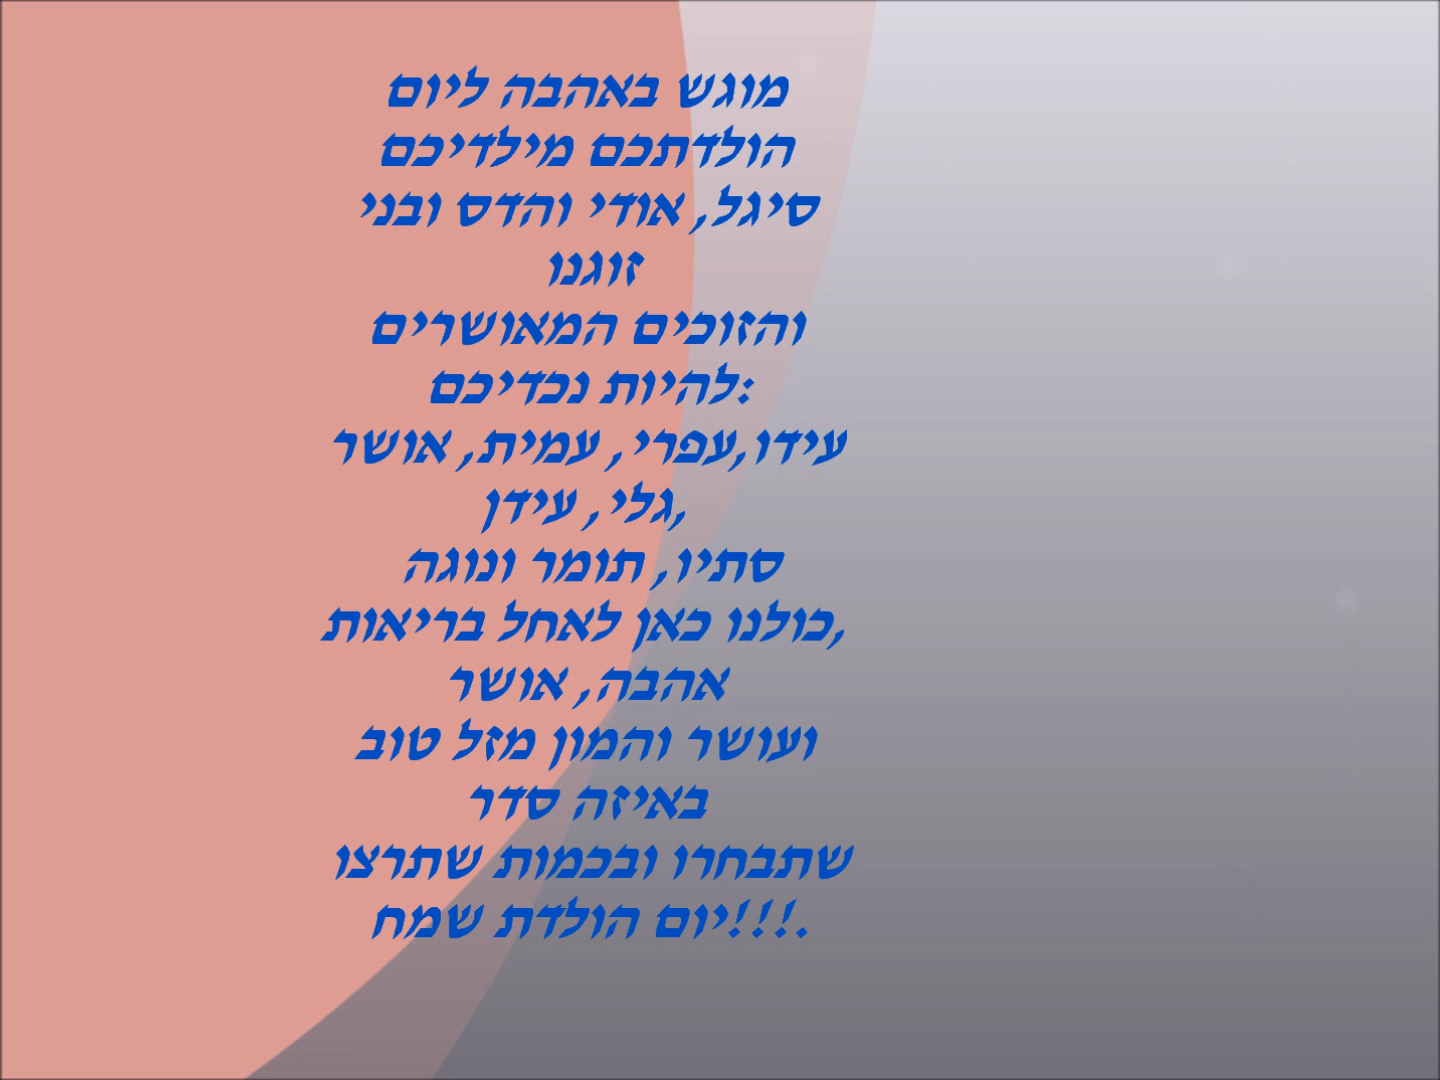 מוגש באהבה ליום
הולדתכם מילדיכם
סיגל, אודי והדס ובני
זוגנו
והזוכים המאושרים
להיות נכדיכם:
עידו,עפרי, עמית, אושר
,גלי, עידן
סתיו, תומר ונוגה
,כולנו כאן לאחל בריאות
אהבה, אושר
ועושר והמון מזל טוב
באיזה סדר
שתבחרו ובכמות שתרצו
.!!!יום הולדת שמח